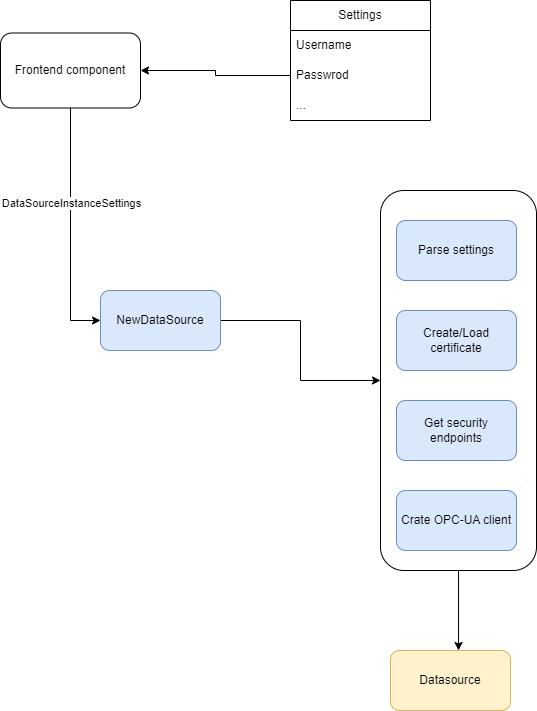 Settings
Username
Passwrod
...
Frontend component
DataSourceInstanceSettings
NewDataSource
Parse settings
Create/Load
certificate
Get security
endpoints
Crate OPC-UA client
Datasource